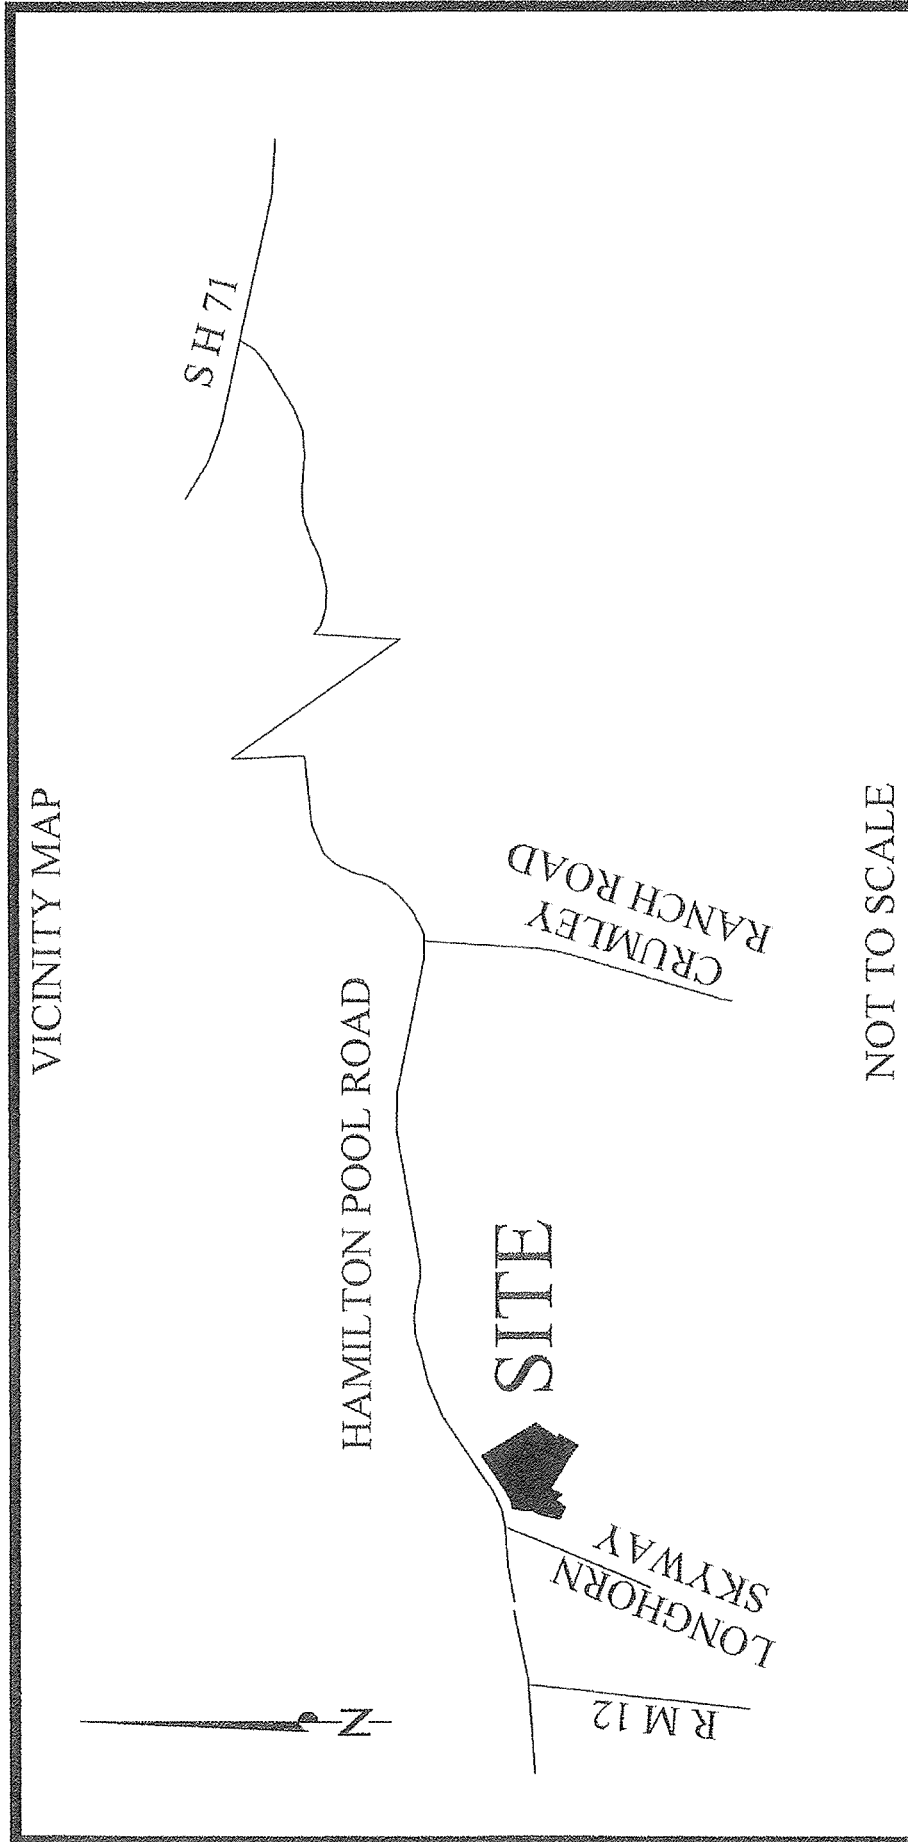 VICINITY MAP
S H 71
HAMILTON POOL ROAD
CRUMLEY
RANCH ROAD
SITE
LONGHORN
SKYWAY
R M 12
N
NOT TO SCALE